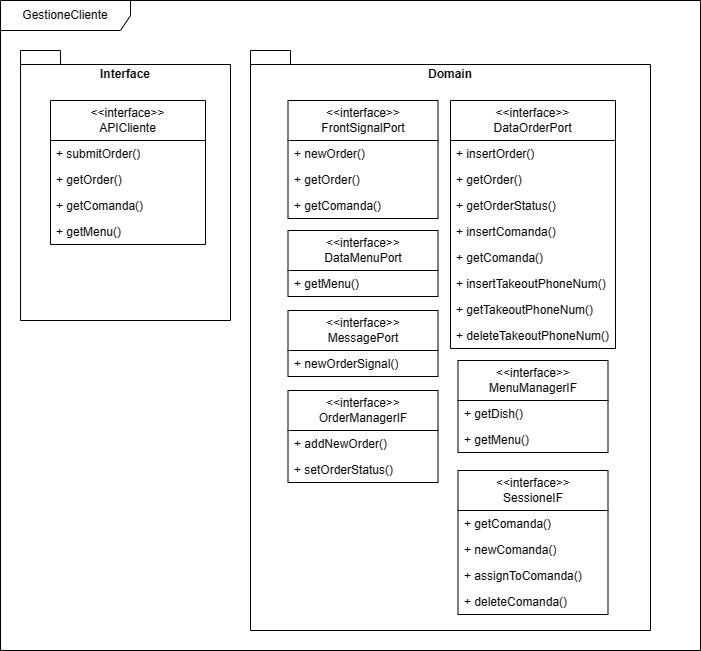 GestioneCliente
Interface
<<interface>>
APICliente
+ submitOrder()
+ getOrder()
+ getComanda()
+ getMenu()
Domain
<<interface>>
FrontSignalPort
+ newOrder()
+ getOrder()
+ getComanda()
<<interface>>
DataMenuPort
+ getMenu()
<<interface>>
MessagePort
+ newOrderSignal()
<<interface>>
OrderManagerIF
+ addNewOrder()
+ setOrderStatus()
<<interface>>
DataOrderPort
+ insertOrder()
+ getOrder()
+ getOrderStatus()
+ insertComanda()
+ getComanda()
+ insertTakeoutPhoneNum()
+ getTakeoutPhoneNum()
+ deleteTakeoutPhoneNum()
<<interface>>
MenuManagerIF
+ getDish()
+ getMenu()
<<interface>>
SessioneIF
+ getComanda()
+ newComanda()
+ assignToComanda()
+ deleteComanda()